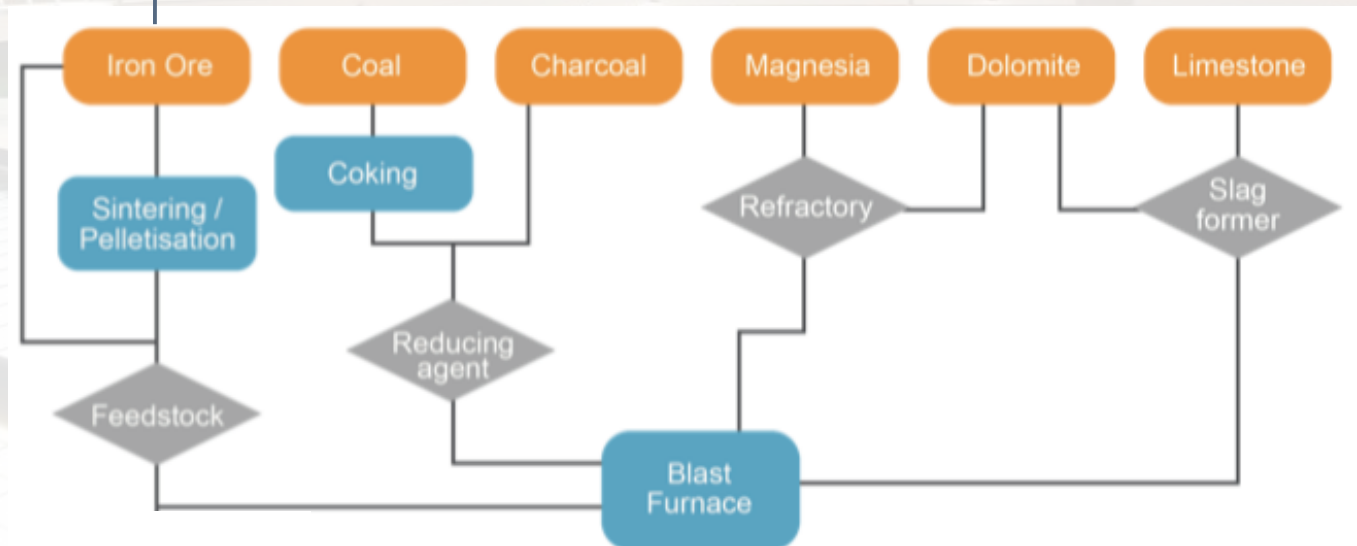 Iron Ore
Coal
Charcoal
Magnesia
Dolomite
Limestone
Coking
Sintering /
Pelletisation
Refractory
Slag
former
Reducing
agent
Feedstock
Blast
Furnace